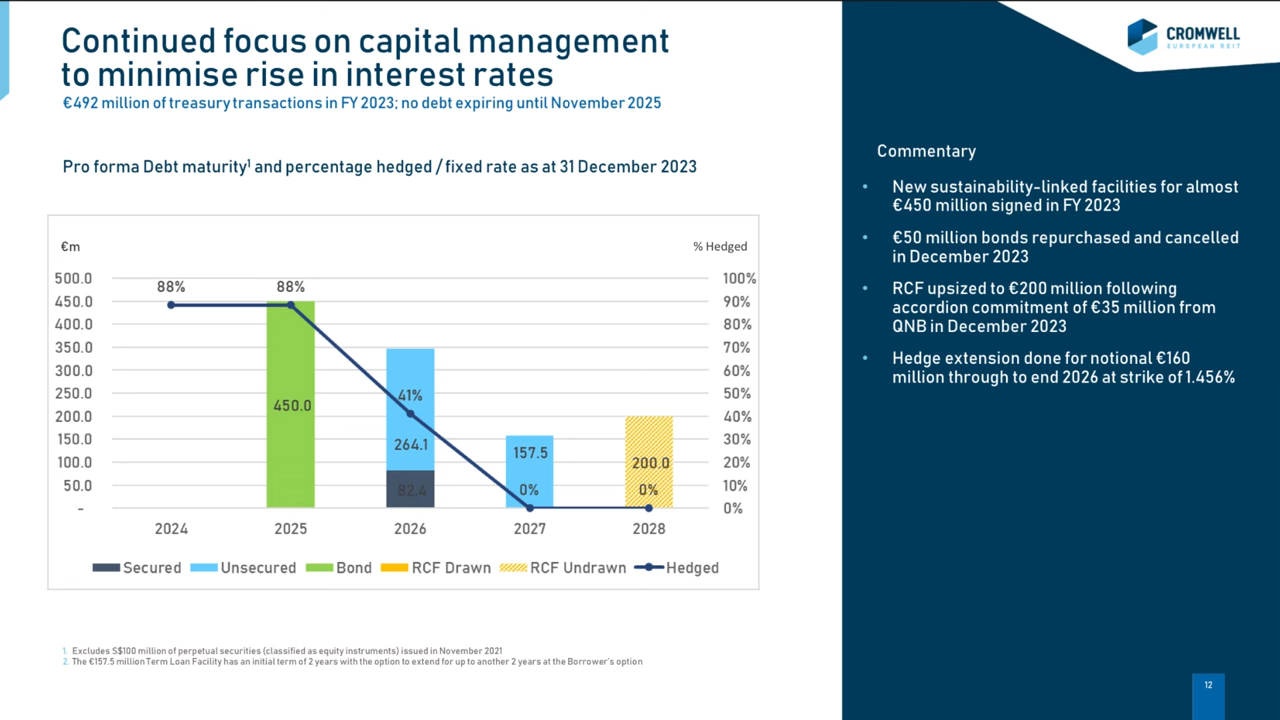 Continued focus on capital management
to minimise rise in interest rates
€492 million of treasury transactions in FY 2023; no debt expiring until November 2025
CROMWELL
EUROPEAN REIT
Pro forma Debt maturity¹ and percentage hedged / fixed rate as at 31 December 2023
€m
% Hedged
500.0
450.0
400.0
350.0
300.0
250.0
200.0
150.0
100.0
50.0
-
100%
90%
80%
70%
60%
50%
40%
30%
20%
10%
0%
88%
88%
450.0
41%
264.1
82.4
157.5
0%
200.0
0%
2024
2025
2026
2027
2028
Secured
Unsecured
Bond
RCF Drawn
RCF Undrawn
Hedged
1. Excludes S$100 million of perpetual securities (classified as equity instruments) issued in November 2021
2. The €157.5 million Term Loan Facility has an initial term of 2 years with the option to extend for up to another 2 years at the Borrower's option
Commentary
• New sustainability-linked facilities for almost
€450 million signed in FY 2023
• €50 million bonds repurchased and cancelled
in December 2023
• RCF upsized to €200 million following
accordion commitment of €35 million from
QNB in December 2023
• Hedge extension done for notional €160
million through to end 2026 at strike of 1.456%
12